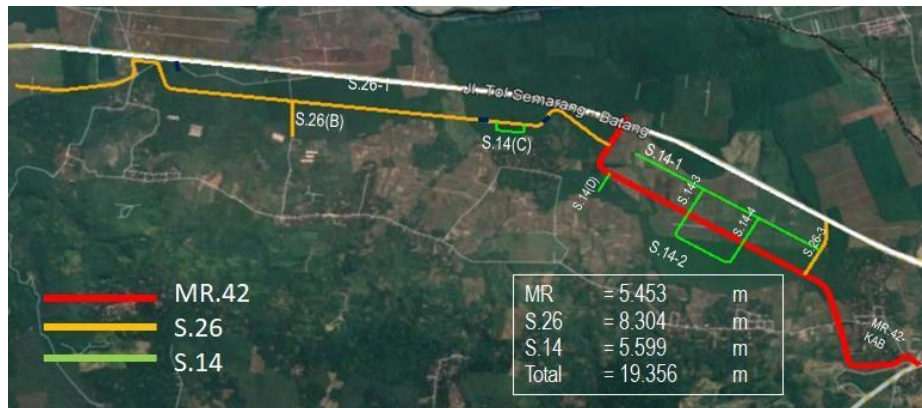 S.26-1
Jl. Tol Semarang - Batang
S.26(B)
S.14(C)
S.14-1
S.14-3
S.14(D)
S.14-4
S.14-2
S.26-3
MR.42-
KAB
MR.42
S.26
S.14
MR = 5.453 m
S.26 = 8.304 m
S.14 = 5.599 m
Total = 19.356 m